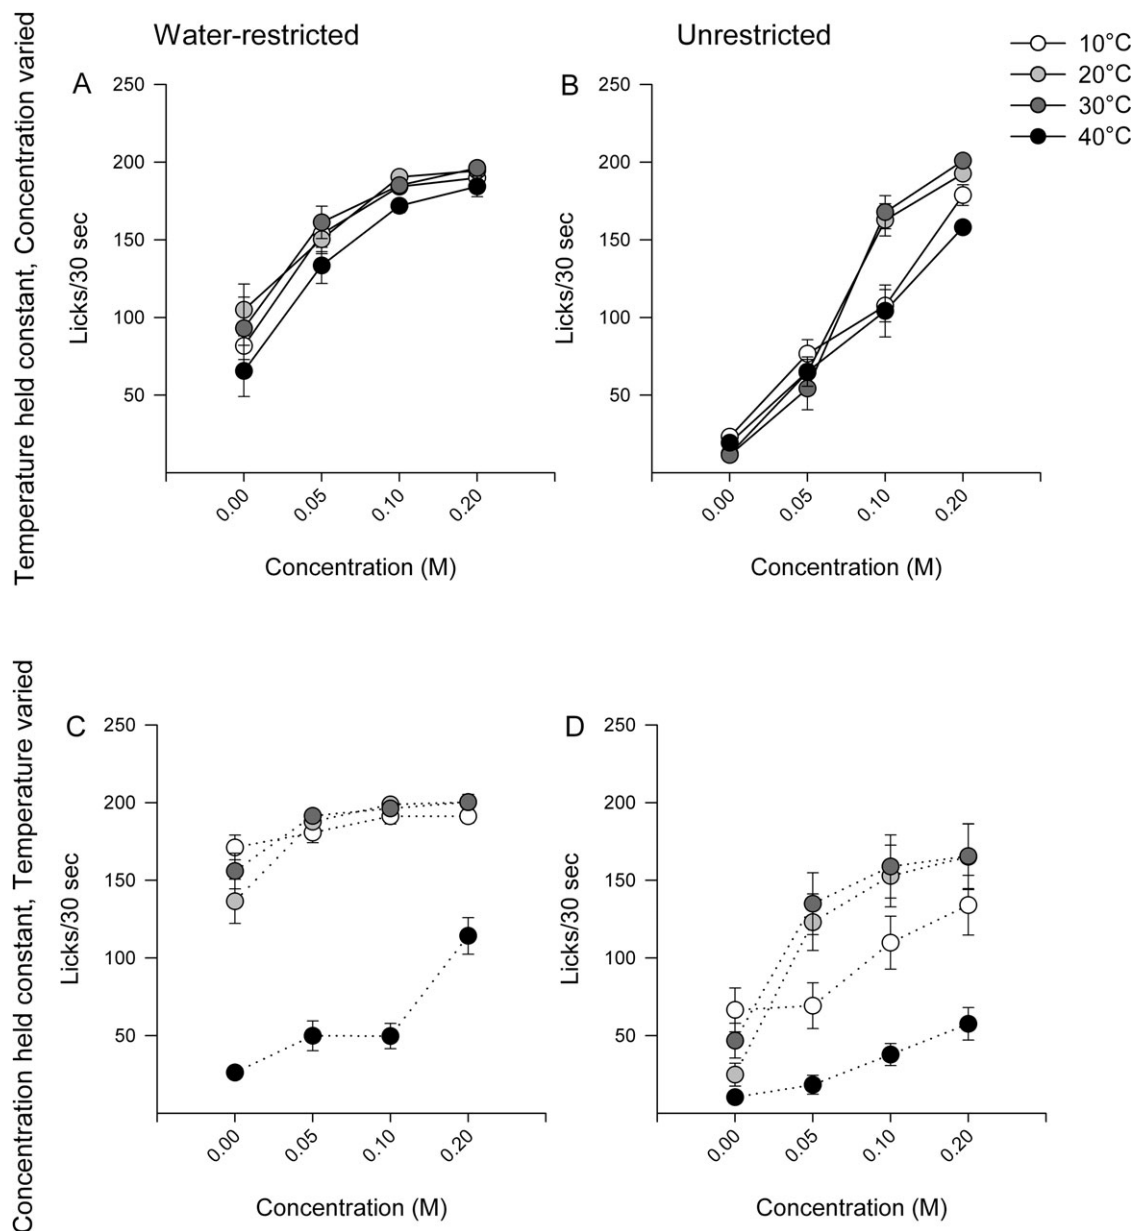 Water-restricted
Unrestricted
10°C
20°C
30°C
40°C
Temperature held constant, Concentration varied
A
250
200
150
100
50
Licks/30 sec
0.00
0.05
0.10
0.20
Concentration (M)
B
250
200
150
100
50
Licks/30 sec
0.00
0.05
0.10
0.20
Concentration (M)
Concentration held constant, Temperature varied
C
250
200
150
100
50
Licks/30 sec
0.00
0.05
0.10
0.20
Concentration (M)
D
250
200
150
100
50
Licks/30 sec
0.00
0.05
0.10
0.20
Concentration (M)